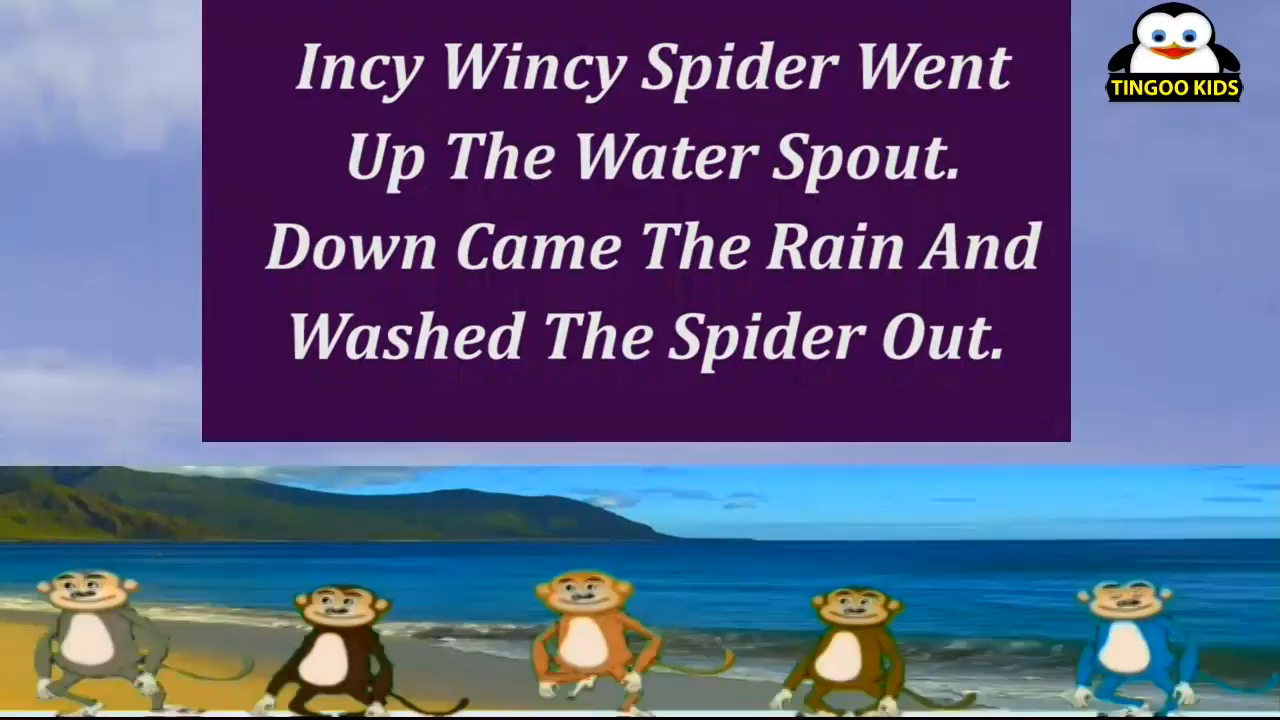 Incy Wincy Spider Went
Up The Water Spout.
Down Came The Rain And
Washed The Spider Out.
TINGOO KIDS